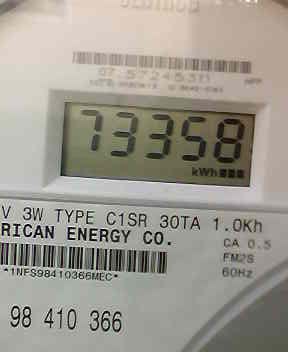 73358
kWh
V 3W TYPE C1SR 30TA 1.0Kh
RICAN ENERGY CO.
CA 0.5
FM2S
60Hz
*1NFS98410366MEC*
98 410 366